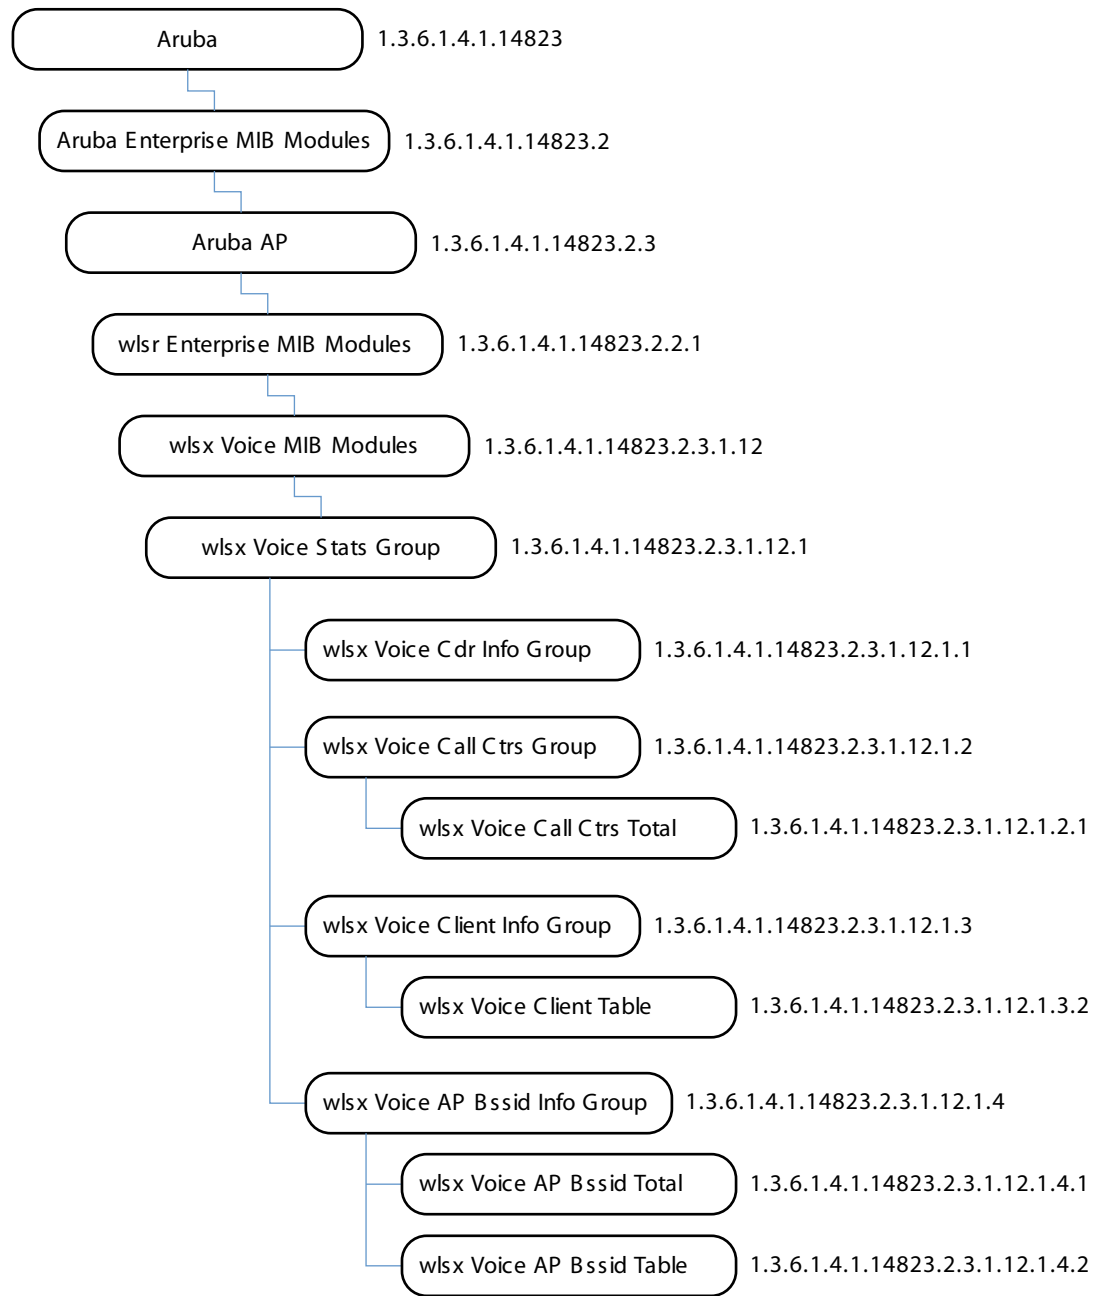 Aruba 1.3.6.1.4.1.14823
Aruba Enterprise MIB Modules 1.3.6.1.4.1.14823.2
Aruba AP 1.3.6.1.4.1.14823.2.3
wlsr Enterprise MIB Modules 1.3.6.1.4.1.14823.2.2.1
wlsx Voice MIB Modules 1.3.6.1.4.1.14823.2.3.1.12
wlsx Voice Stats Group 1.3.6.1.4.1.14823.2.3.1.12.1
wlsx Voice Cdr Info Group 1.3.6.1.4.1.14823.2.3.1.12.1.1
wlsx Voice Call Ctrs Group 1.3.6.1.4.1.14823.2.3.1.12.1.2
wlsx Voice Call Ctrs Total 1.3.6.1.4.1.14823.2.3.1.12.1.2.1
wlsx Voice Client Info Group 1.3.6.1.4.1.14823.2.3.1.12.1.3
wlsx Voice Client Table 1.3.6.1.4.1.14823.2.3.1.12.1.3.2
wlsx Voice AP Bssid Info Group 1.3.6.1.4.1.14823.2.3.1.12.1.4
wlsx Voice AP Bssid Total 1.3.6.1.4.1.14823.2.3.1.12.1.4.1
wlsx Voice AP Bssid Table 1.3.6.1.4.1.14823.2.3.1.12.1.4.2